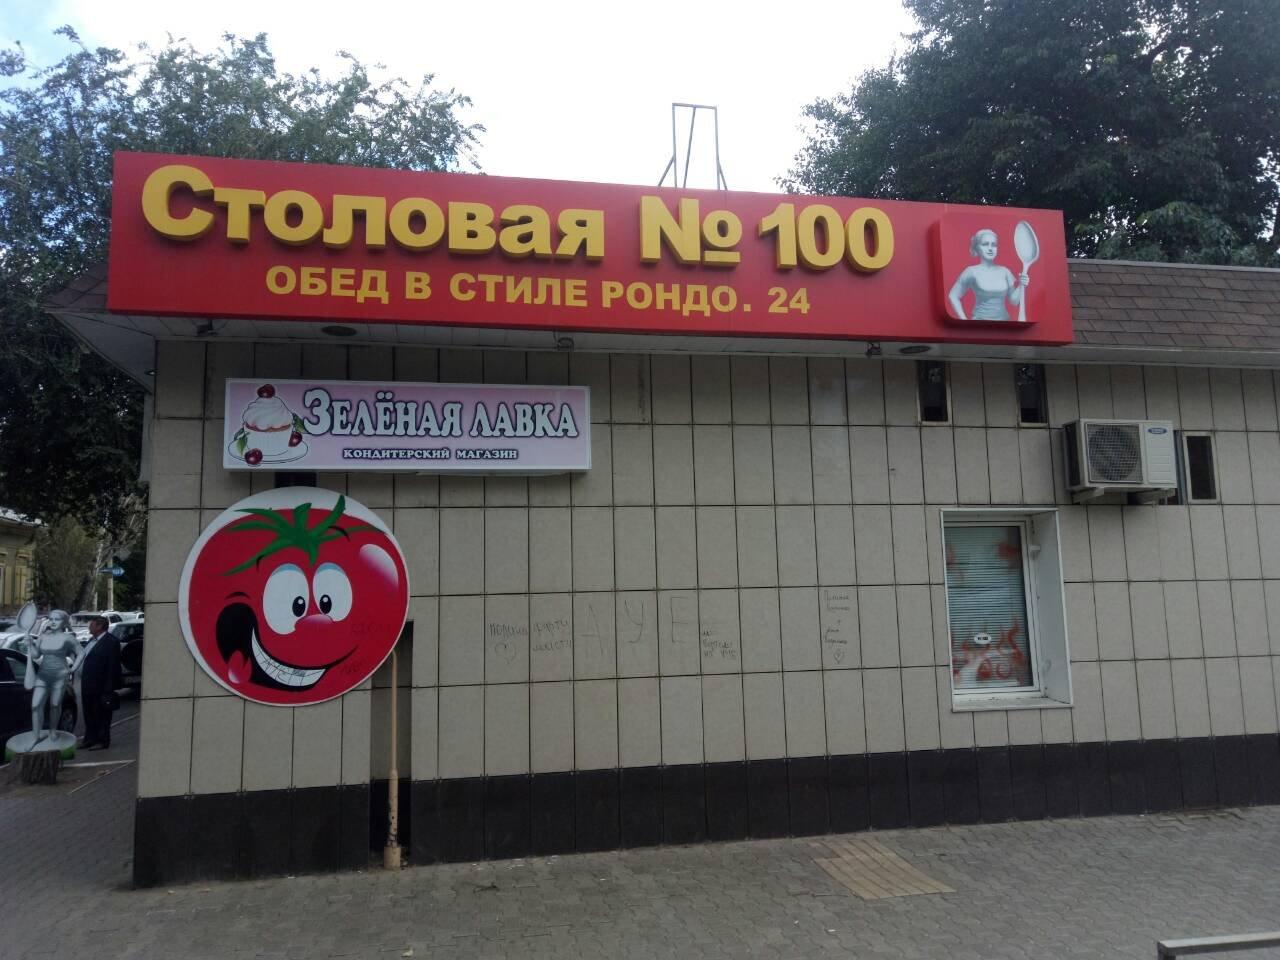 Столовая № 100
ОБЕД В СТИЛЕ РОНДО. 24
ЗЕЛЁНАЯ ЛАВКА
КОНДИТЕРСКИЙ МАГАЗИН
АУЕ